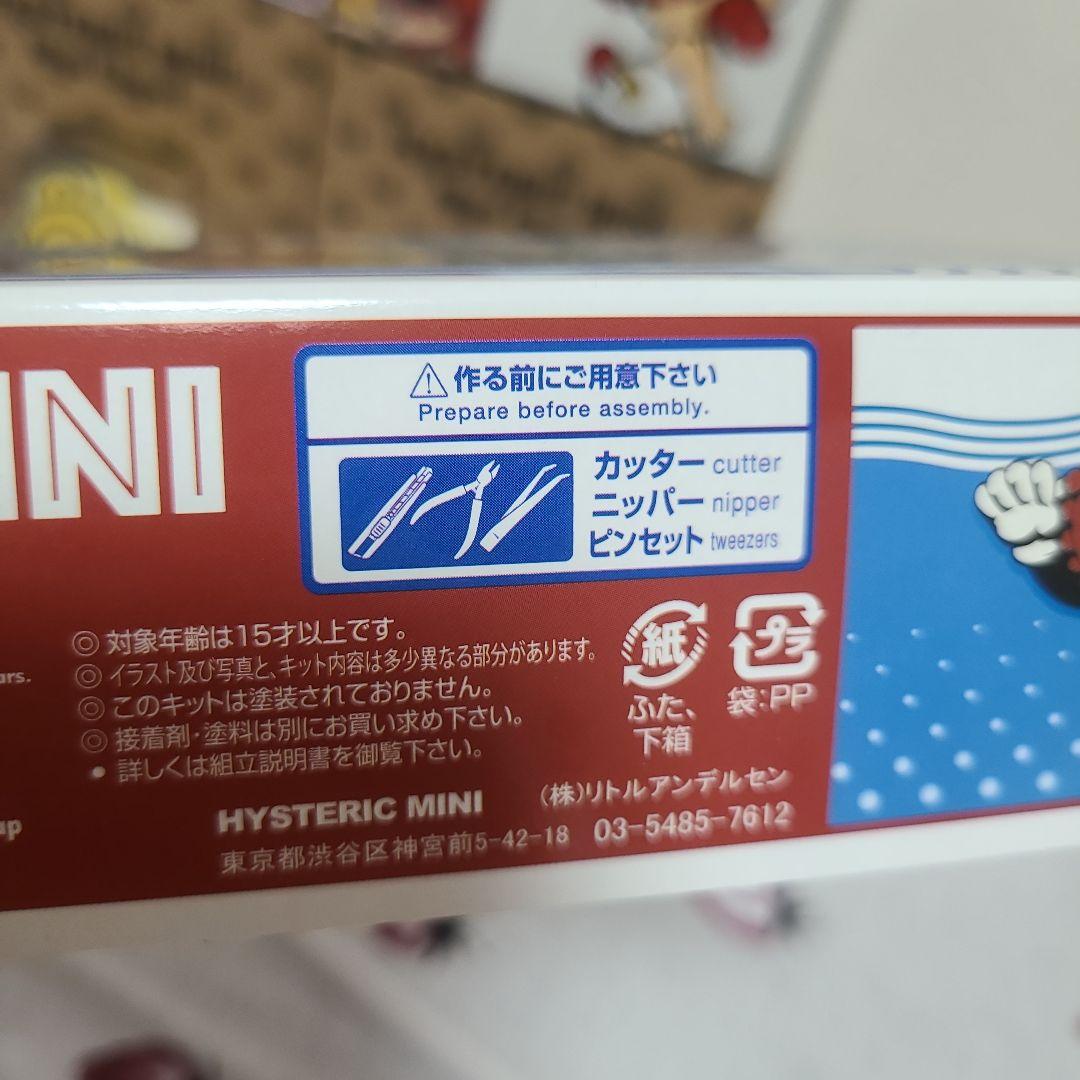 INI
⚠作る前にご用意下さい
Prepare before assembly.
カッター cutter
ニッパー nipper
ピンセット tweezers
◎ 対象年齢は15才以上です。
◎ イラスト及び写真と、キット内容は多少異なる部分があります。
◎ このキットは塗装されておりません。
◎ 接着剤・塗料は別にお買い求め下さい。
• 詳しくは組立説明書を御覧下さい。
ars.
up
紙
ふた、
下箱
プラ
袋:PP
HYSTERIC MINI
(株)リトルアンデルセン
東京都渋谷区神宮前5-42-18 03-5485-7612